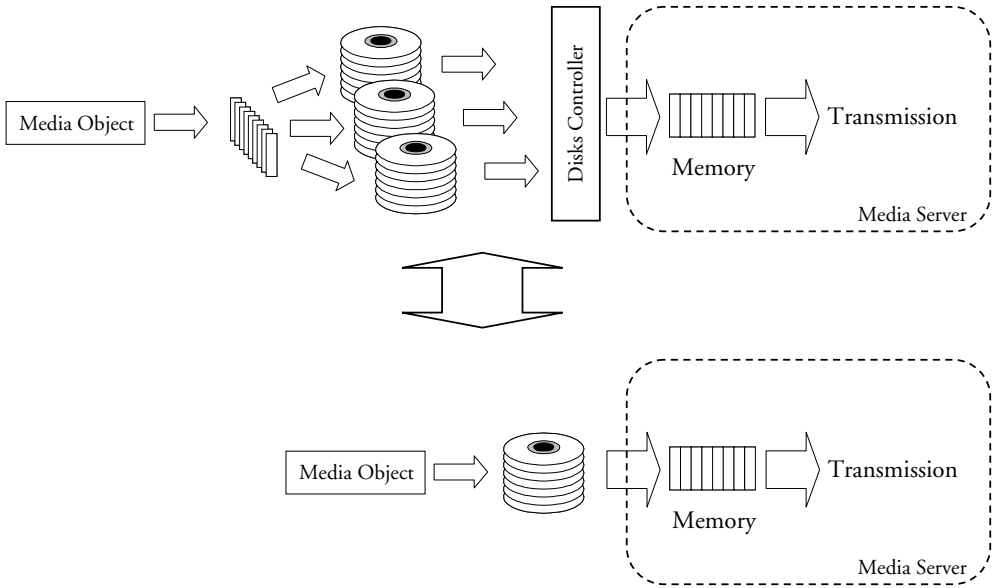 Media Object
Disks Controller
Transmission
Memory
Media Server
Media Object
Transmission
Memory
Media Server